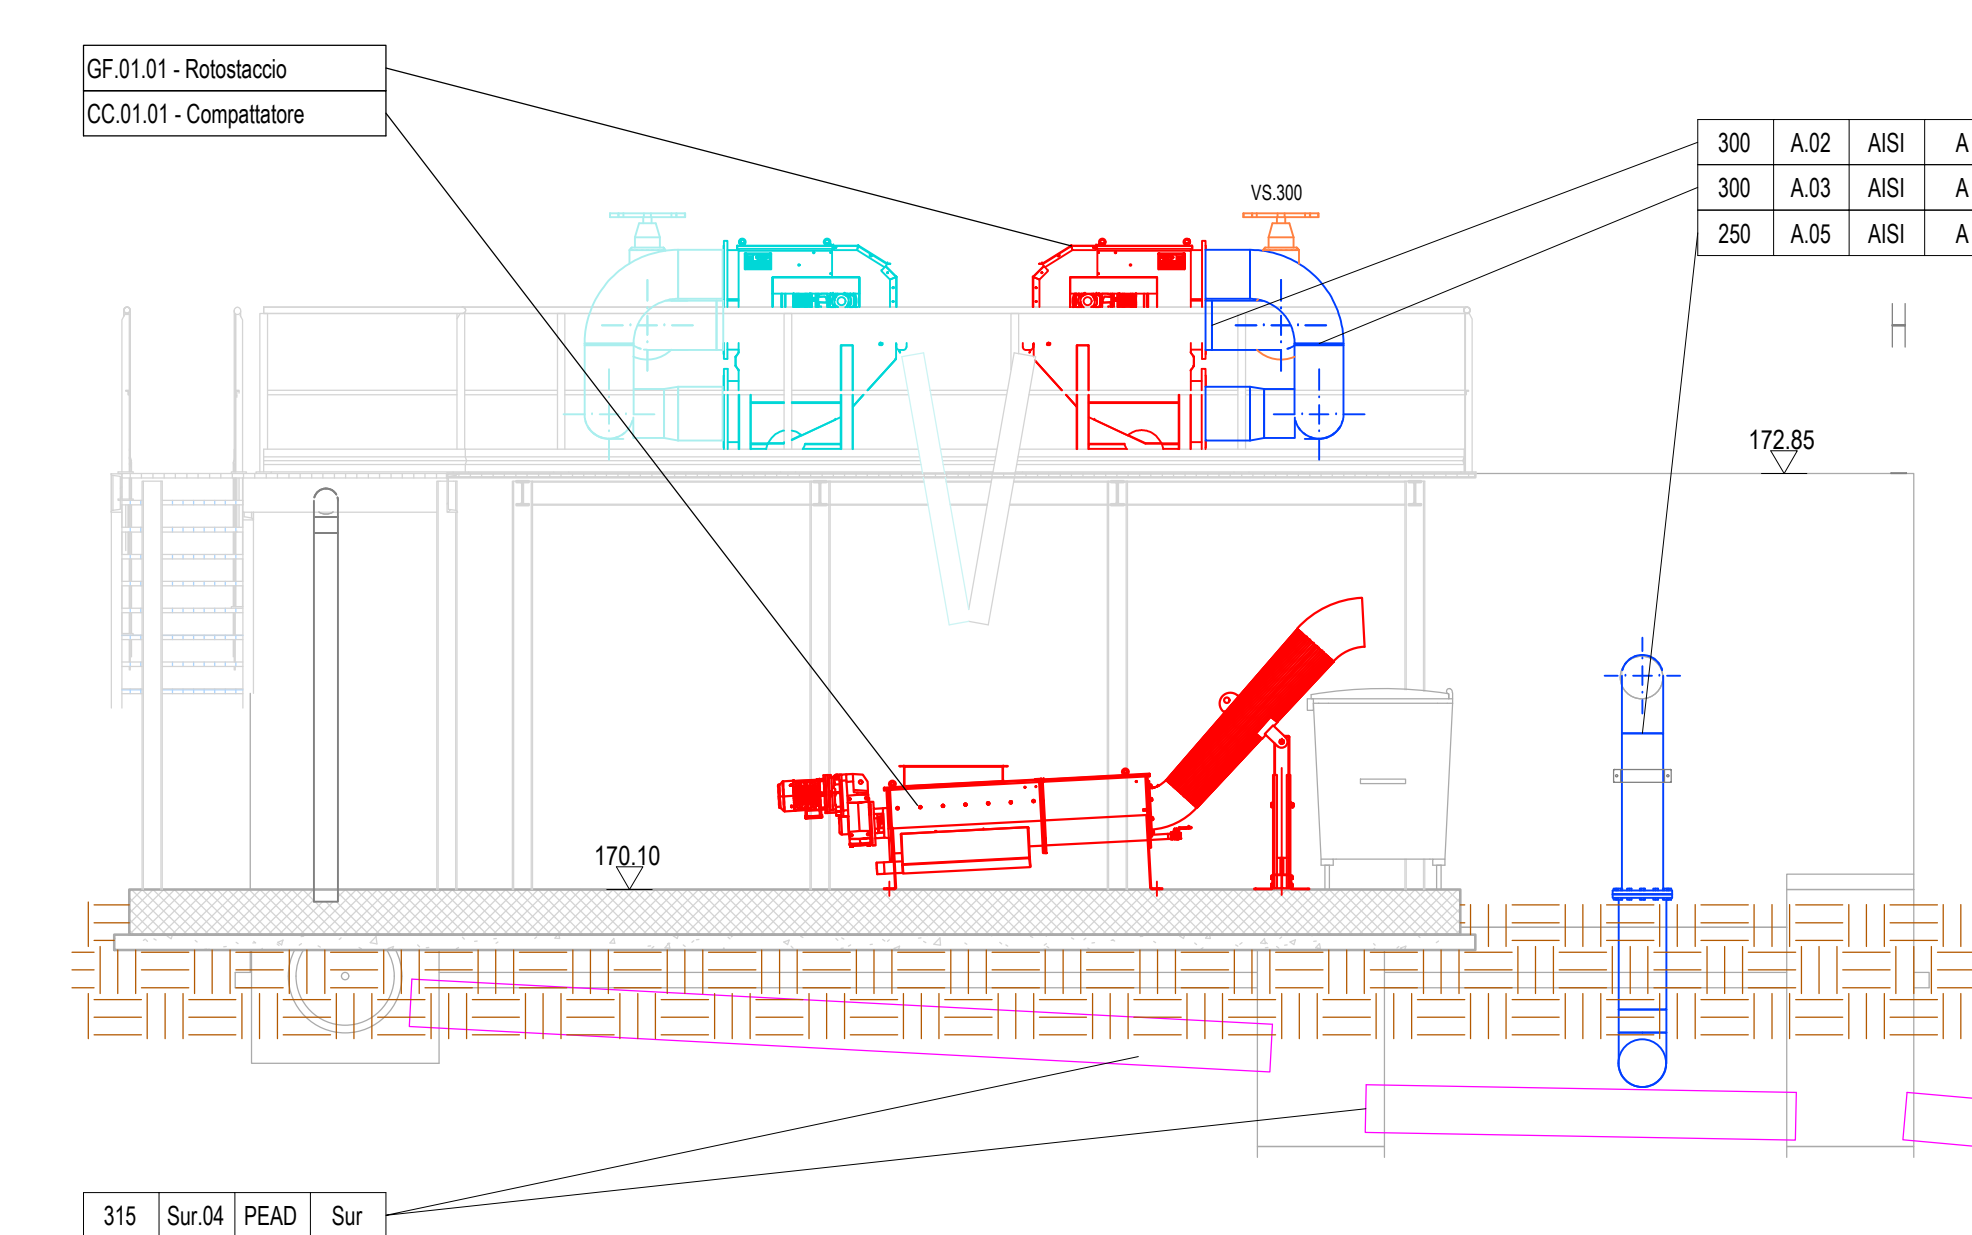 GF.01.01 - Rotostaccio
CC.01.01 - Compattatore
300 A.02 AISI A
300 A.03 AISI A
250 A.05 AISI A
VS.300
172.85
170.10
315 Sur.04 PEAD Sur